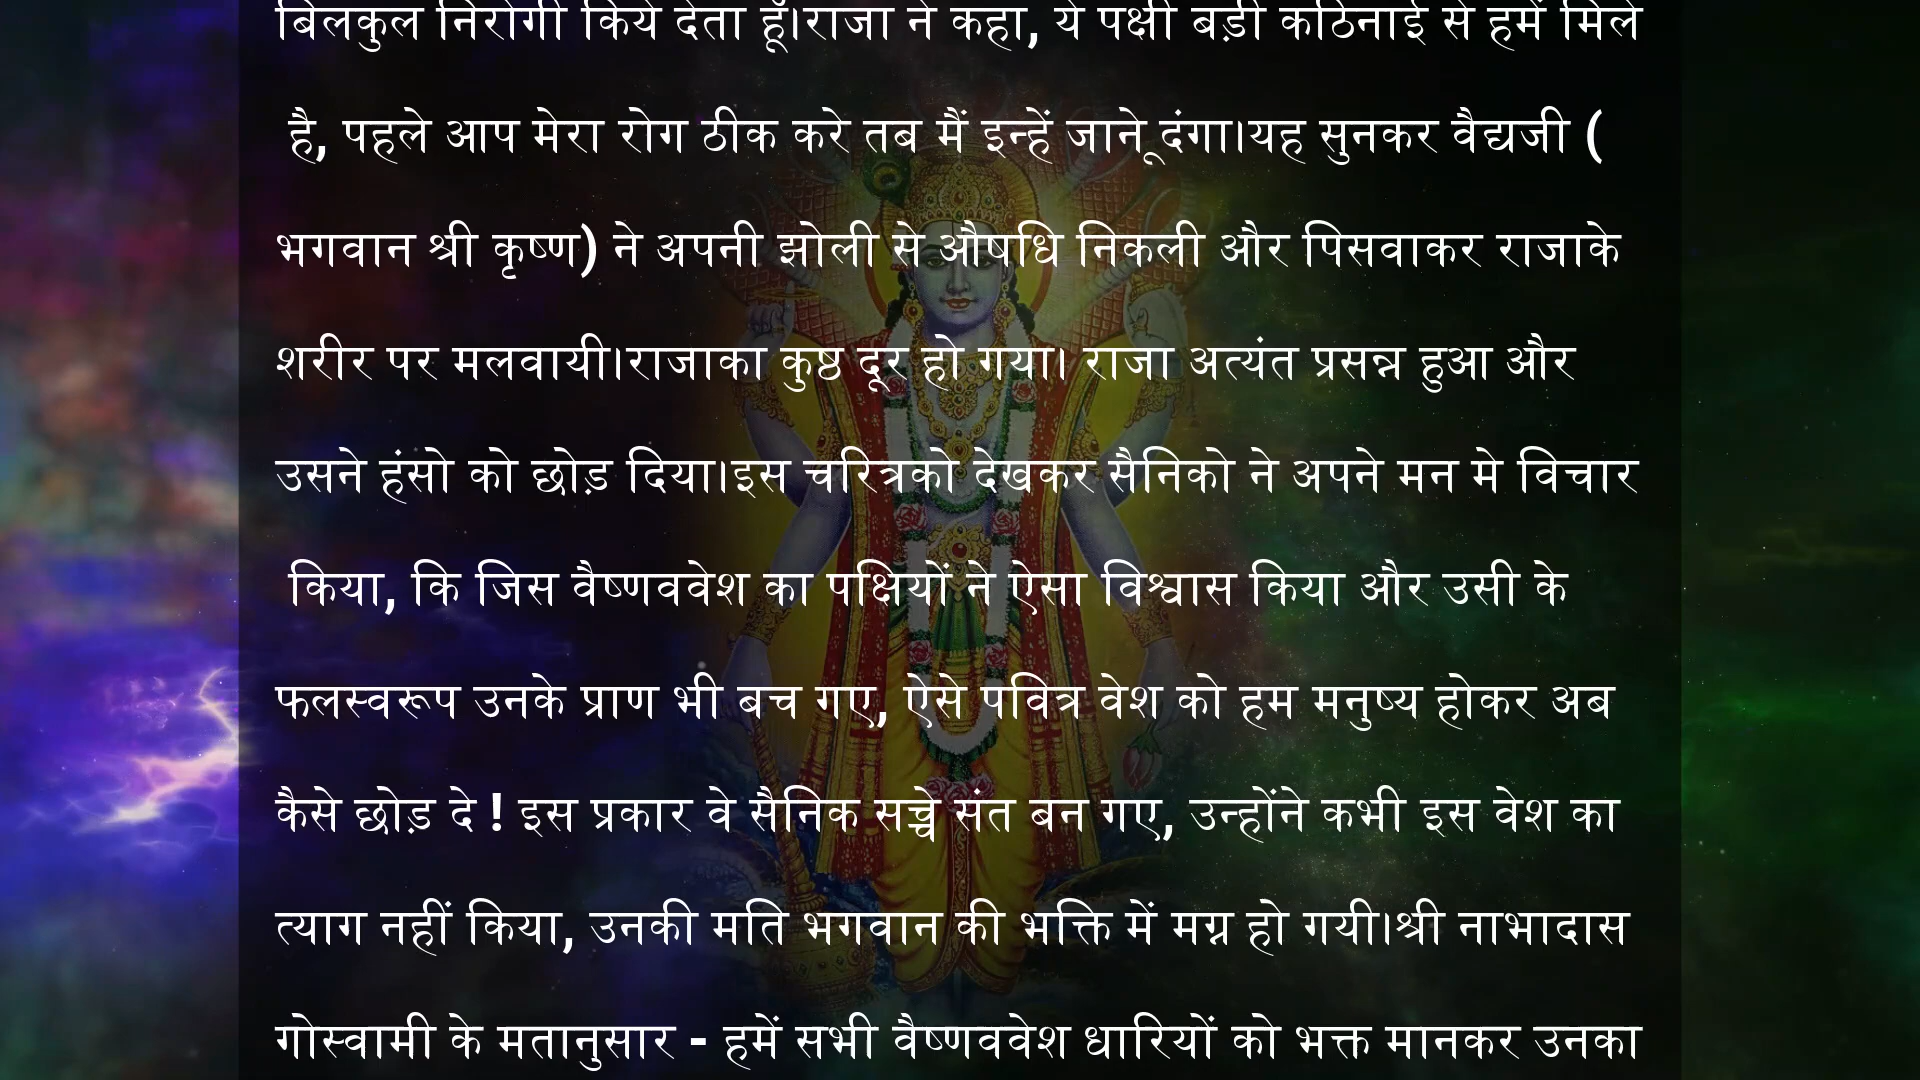 बिलकुल निरोगी किये देता हूँ।राजा ने कहा, ये पक्षी बड़ी कठिनाई से हमें मिले
है, पहले आप मेरा रोग ठीक करे तब मैं इन्हें जाने ूदंगा।यह सुनकर वैद्यजी (
भगवान श्री कृष्ण) ने अपनी झोली से औषधि निकली और पिसवाकर राजाके
शरीर पर मलवायी।राजाका कुष्ठ दूर हो गया। राजा अत्यंत प्रसन्न हुआ और
उसने हंसो को छोड़ दिया।इस चरित्रको देखकर सैनिको ने अपने मन मे विचार
किया, कि जिस वैष्णववेश का पक्षियों ने ऐसा विश्वास किया और उसी के
फलस्वरूप उनके प्राण भी बच गए, ऐसे पवित्र वेश को हम मनुष्य होकर अब
कैसे छोड़ दे ! इस प्रकार वे सैनिक सच्चे संत बन गए, उन्होंने कभी इस वेश का
त्याग नहीं किया, उनकी मति भगवान की भक्ति में मग्न हो गयी।श्री नाभादास
गोस्वामी के मतानुसार - हमें सभी वैष्णववेश धारियों को भक्त मानकर उनका